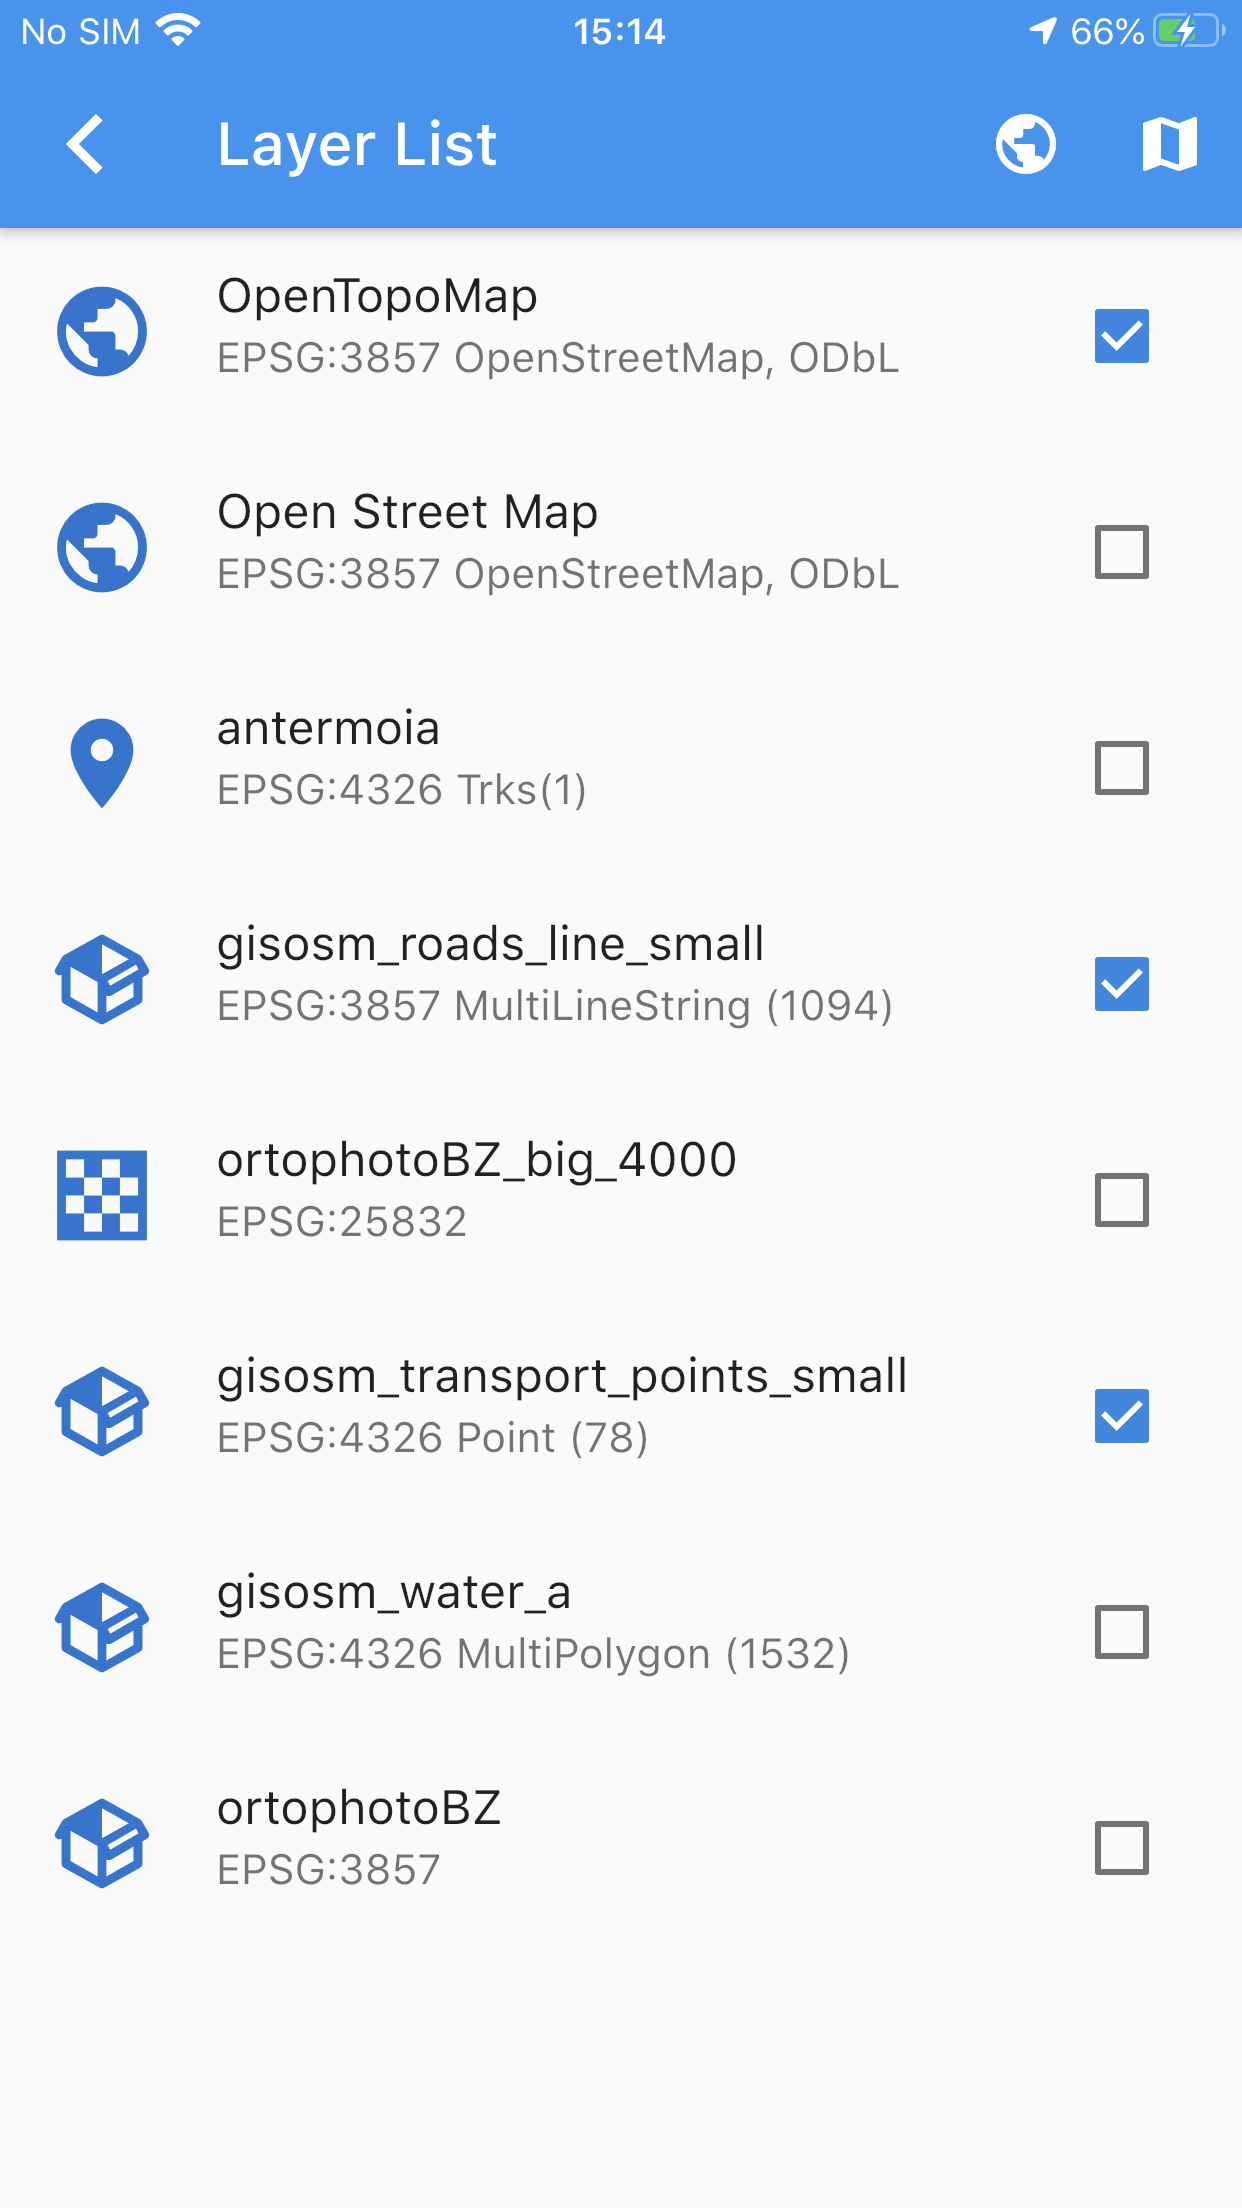 No SIM 15:14 66%
Layer List
OpenTopoMap
EPSG:3857 OpenStreetMap, ODbL
Open Street Map
EPSG:3857 OpenStreetMap, ODbL
antermoia
EPSG:4326 Trks(1)
gisosm_roads_line_small
EPSG:3857 MultiLineString (1094)
ortophotoBZ_big_4000
EPSG:25832
gisosm_transport_points_small
EPSG:4326 Point (78)
gisosm_water_a
EPSG:4326 MultiPolygon (1532)
ortophotoBZ
EPSG:3857